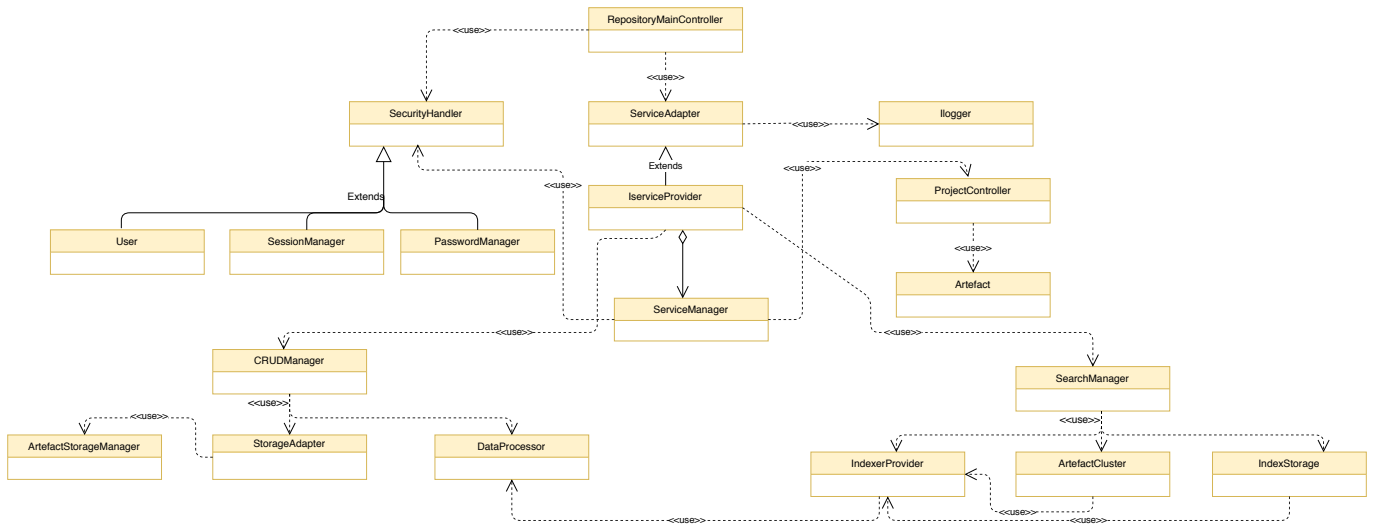 RepositoryMainController
<<use>>
<<use>>
SecurityHandler
ServiceAdapter
<<use>>
Ilogger
Extends
<<use>>
<<use>>
IserviceProvider
ProjectController
Extends
User
SessionManager
PasswordManager
<<use>>
Artefact
ServiceManager
<<use>>
<<use>>
CRUDManager
SearchManager
<<use>>
<<use>>
<<use>>
ArtefactStorageManager
StorageAdapter
DataProcessor
IndexerProvider
ArtefactCluster
IndexStorage
<<use>>
<<use>>
<<use>>